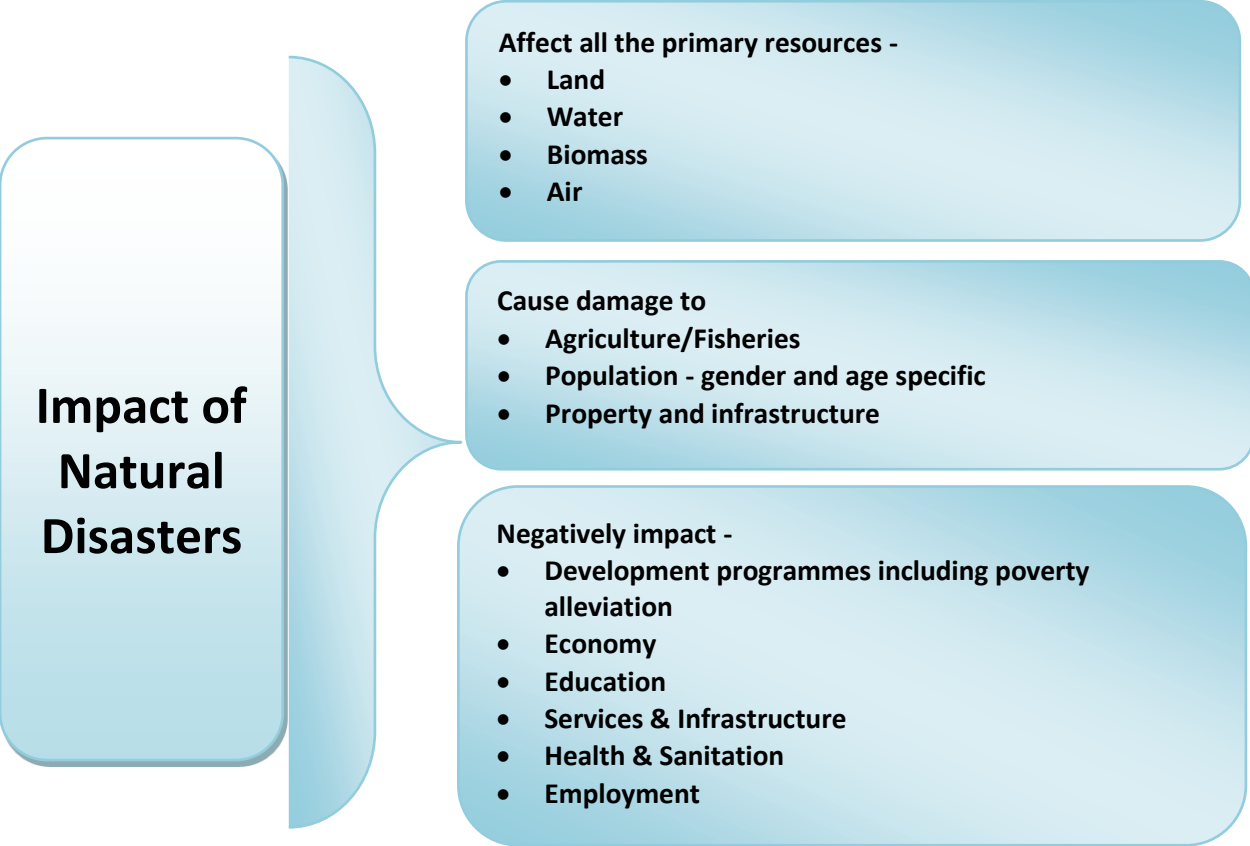 Impact of
Natural
Disasters
Affect all the primary resources -
• Land
• Water
• Biomass
• Air
Cause damage to
• Agriculture/Fisheries
• Population - gender and age specific
• Property and infrastructure
Negatively impact -
• Development programmes including poverty
alleviation
• Economy
• Education
• Services & Infrastructure
• Health & Sanitation
• Employment